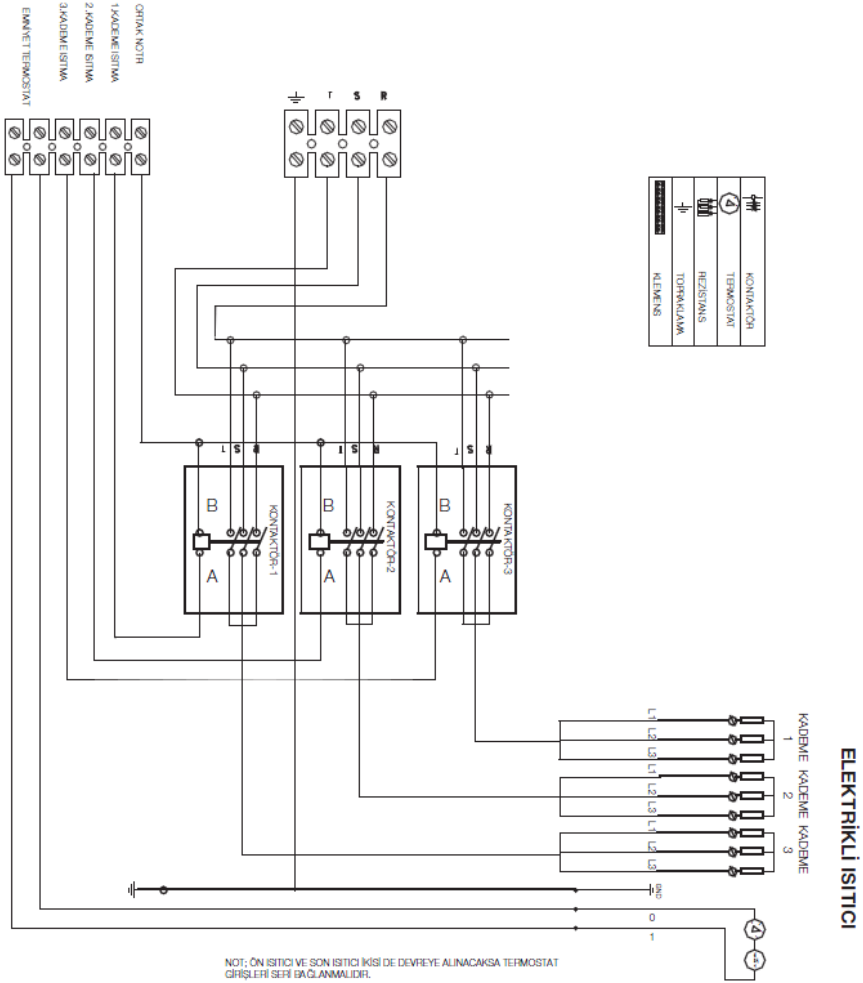 ORTAK NÖTR
1.KADEME ISITMA
2.KADEME ISITMA
3.KADEME ISITMA
EMNİYET TERMOSTAT
T S R
KONTAKTÖR
TERMOSTAT
REZİSTANS
TOPRAKLAMA
KLEMENS
T S R
T S R
T S R
B
A
KONTAKTÖR-1
B
A
KONTAKTÖR-2
B
A
KONTAKTÖR-3
ELEKTRİKLİ ISITICI
KADEME 1
KADEME 2
KADEME 3
L1
L2
L3
L1
L2
L3
L1
L2
L3
GND
0
1
NOT; ÖN ISITICI VE SON ISITICI İKİSİ DE DEVREYE ALINACAKSA TERMOSTAT
GİRİŞLERİ SERİ BAĞLANMALIDIR.